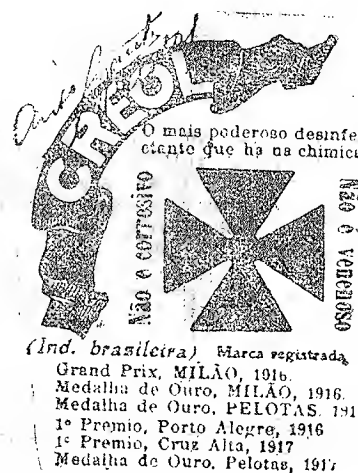 CREOL
O mais poderoso desinfe
ctante que ha na chimica
Não e corrosivo
Não é venenoso
(Ind. brasileira) Marca registrada
Grand Prix, MILÃO, 1916.
Medalha de Ouro, MILÃO, 1916.
Medalha de Ouro, PELOTAS,
1º Premio, Porto Alegre, 1916
1º Premio, Cruz Alta, 1917
Medalha de Ouro, Pelotas,